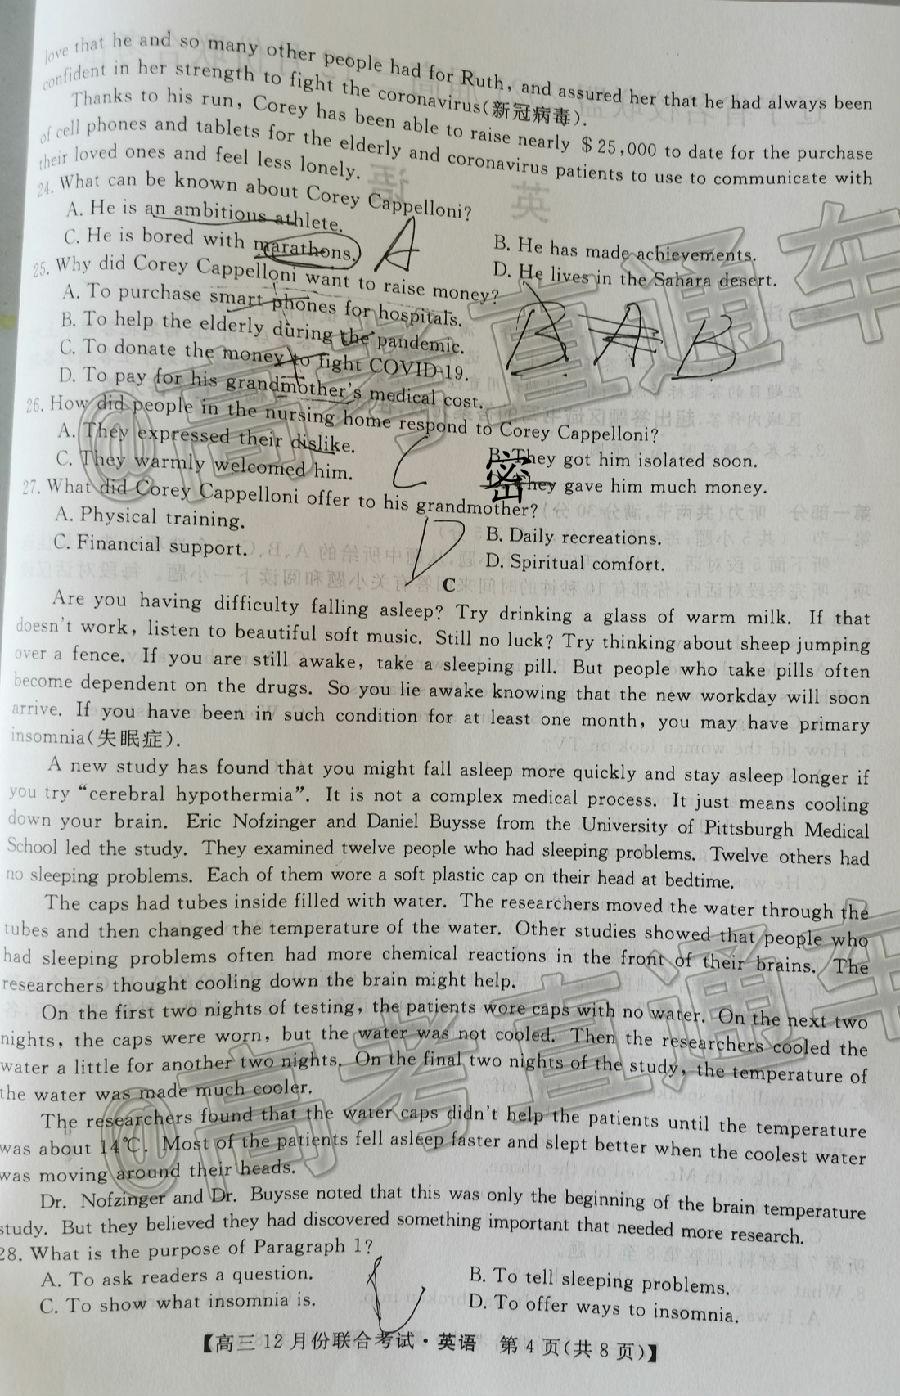 love that he and so many other people had for Ruth, and assured her that he had always been
confident in her strength to fight the coronavirus(新冠病毒).
Thanks to his run, Corey has been able to raise nearly $25,000 to date for the purchase
of cell phones and tablets for the elderly and coronavirus patients to use to communicate with
their loved ones and feel less lonely.
24. What can be known about Corey Cappelloni?
A. He is an ambitious athlete.
B. He has made achievements.
C. He is bored with marathons.
D. He lives in the Sahara desert.
A
25. Why did Corey Cappelloni want to raise money?
A. To purchase smart phones for hospitals.
B. To help the elderly during the pandemic.
C. To donate the money to fight COVID-19.
D. To pay for his grandmother's medical cost.
B A B
26. How did people in the nursing home respond to Corey Cappelloni?
A. They expressed their dislike.
B. They got him isolated soon.
C. They warmly welcomed him.
They gave him much money.
密
C
27. What did Corey Cappelloni offer to his grandmother?
A. Physical training.
B. Daily recreations.
C. Financial support.
D. Spiritual comfort.
D
C
Are you having difficulty falling asleep? Try drinking a glass of warm milk. If that
doesn't work, listen to beautiful soft music. Still no luck? Try thinking about sheep jumping
over a fence. If you are still awake, take a sleeping pill. But people who take pills often
become dependent on the drugs. So you lie awake knowing that the new workday will soon
arrive. If you have been in such condition for at least one month, you may have primary
insomnia(失眠症).
A new study has found that you might fall asleep more quickly and stay asleep longer if
you try "cerebral hypothermia". It is not a complex medical process. It just means cooling
down your brain. Eric Nofzinger and Daniel Buysse from the University of Pittsburgh Medical
School led the study. They examined twelve people who had sleeping problems. Twelve others had
no sleeping problems. Each of them wore a soft plastic cap on their head at bedtime.
The caps had tubes inside filled with water. The researchers moved the water through the
tubes and then changed the temperature of the water. Other studies showed that people who
had sleeping problems often had more chemical reactions in the front of their brains. The
researchers thought cooling down the brain might help.
On the first two nights of testing, the patients wore caps with no water. On the next two
nights, the caps were worn, but the water was not cooled. Then the researchers cooled the
water a little for another two nights. On the final two nights of the study, the temperature of
the water was made much cooler.
The researchers found that the water caps didn't help the patients until the temperature
was about 14℃. Most of the patients fell asleep faster and slept better when the coolest water
was moving around their heads.
Dr. Nofzinger and Dr. Buysse noted that this was only the beginning of the brain temperature
study. But they believed they had discovered something important that needed more research.
28. What is the purpose of Paragraph 1?
A. To ask readers a question.
B. To tell sleeping problems.
C. To show what insomnia is.
D. To offer ways to insomnia.
【高三12月份联合考试·英语 第4页(共8页)】
@高考直通车
@高考直通车